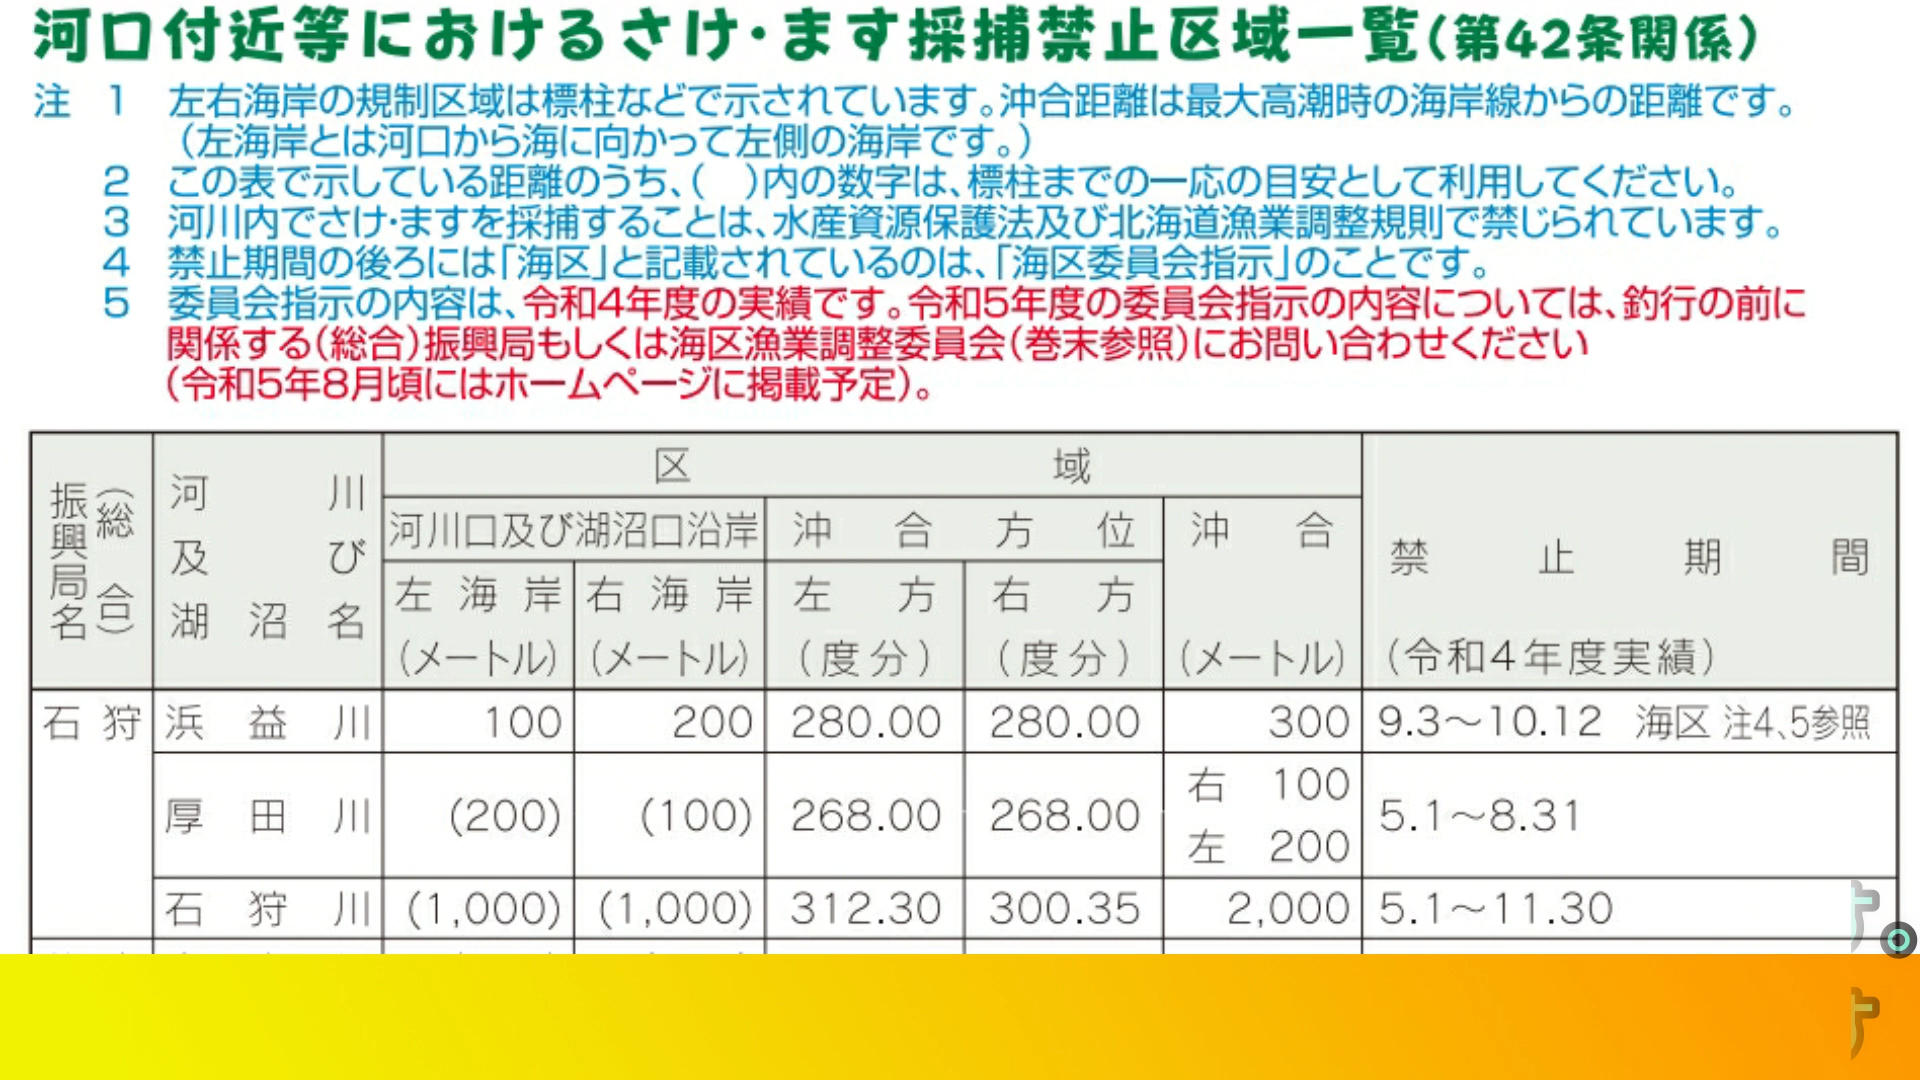 河口付近等におけるさけ・ます採捕禁止区域一覧(第42条関係)
注 1 左右海岸の規制区域は標柱などで示されています。沖合距離は最大高潮時の海岸線からの距離です。
(左海岸とは河口から海に向かって左側の海岸です。)
2 この表で示している距離のうち、( )内の数字は、標柱までの一応の目安として利用してください。
3 河川内でさけ・ますを採捕することは、水産資源保護法及び北海道漁業調整規則で禁じられています。
4 禁止期間の後ろには「海区」と記載されているのは、「海区委員会指示」のことです。
5 委員会指示の内容は、令和4年度の実績です。令和5年度の委員会指示の内容については、釣行の前に
関係する(総合)振興局もしくは海区漁業調整委員会(巻末参照)にお問い合わせください
(令和5年8月頃にはホームページに掲載予定)。
(総合)振興局名
河川及び湖沼名
区域
河川口及び湖沼口沿岸 沖合方位 沖合
(メートル)
禁止期間
(令和4年度実績)
左海岸 右海岸 左方 右方
(メートル) (メートル) (度分) (度分)
石狩 浜益川 100 200 280.00 280.00 300 9.3〜10.12 海区 注4、5参照
厚田川 (200) (100) 268.00 268.00 右 100 左 200 5.1〜8.31
石狩川 (1,000) (1,000) 312.30 300.35 2,000 5.1〜11.30